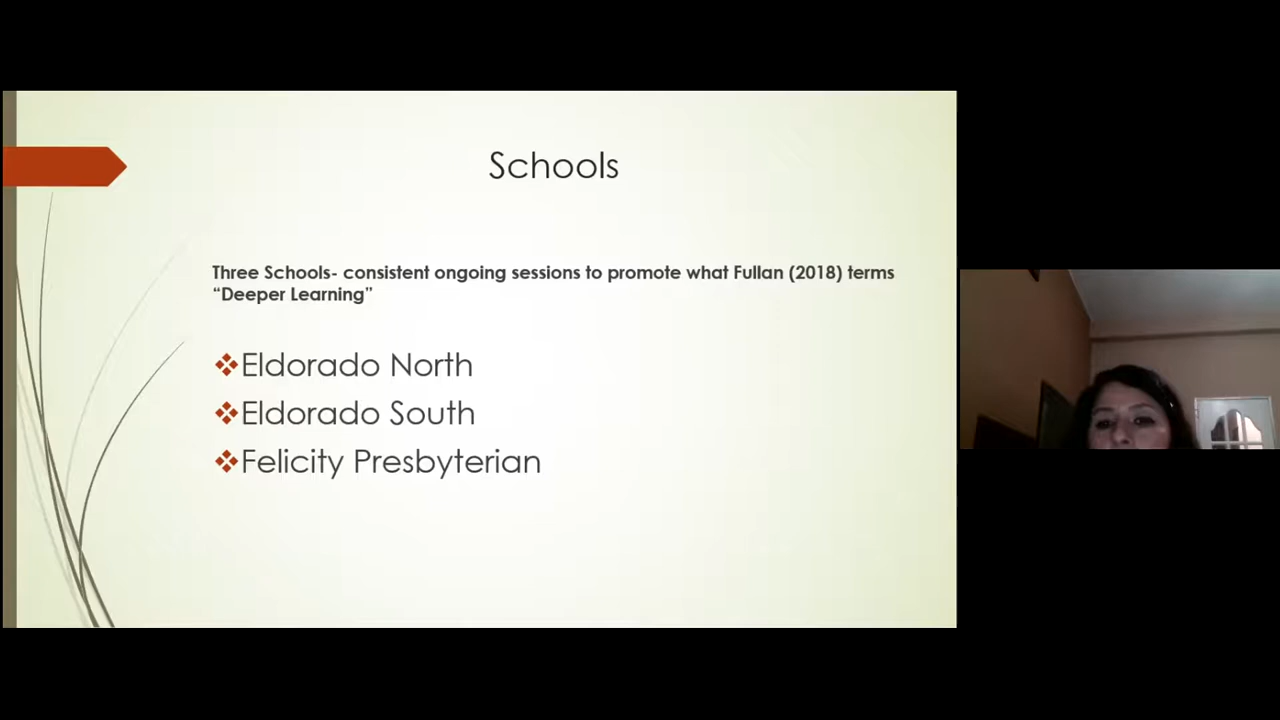 Schools
Three Schools- consistent ongoing sessions to promote what Fullan (2018) terms
“Deeper Learning”
Eldorado North
Eldorado South
Felicity Presbyterian